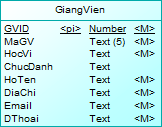 GiangVien
GVID <pi> Number <M>
MaGV Text (5) <M>
HocVi Text <M>
ChucDanh Text
HoTen Text <M>
DiaChi Text <M>
Email Text <M>
DThoai Text <M>